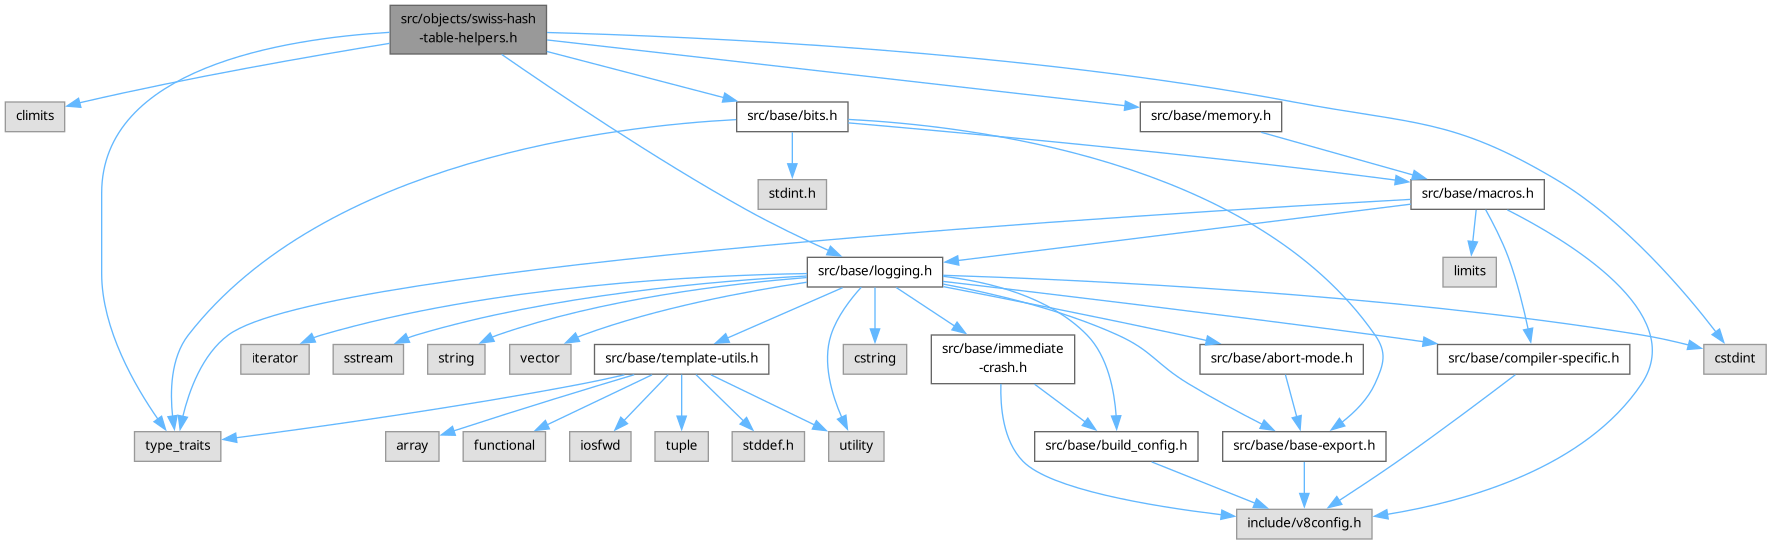 src/objects/swiss-hash
-table-helpers.h
climits
src/base/bits.h
src/base/memory.h
stdint.h
src/base/macros.h
src/base/logging.h
limits
iterator
sstream
string
vector
src/base/template-utils.h
cstring
src/base/immediate
-crash.h
src/base/abort-mode.h
src/base/compiler-specific.h
cstdint
type_traits
array
functional
iosfwd
tuple
stddef.h
utility
src/base/build_config.h
src/base/base-export.h
include/v8config.h